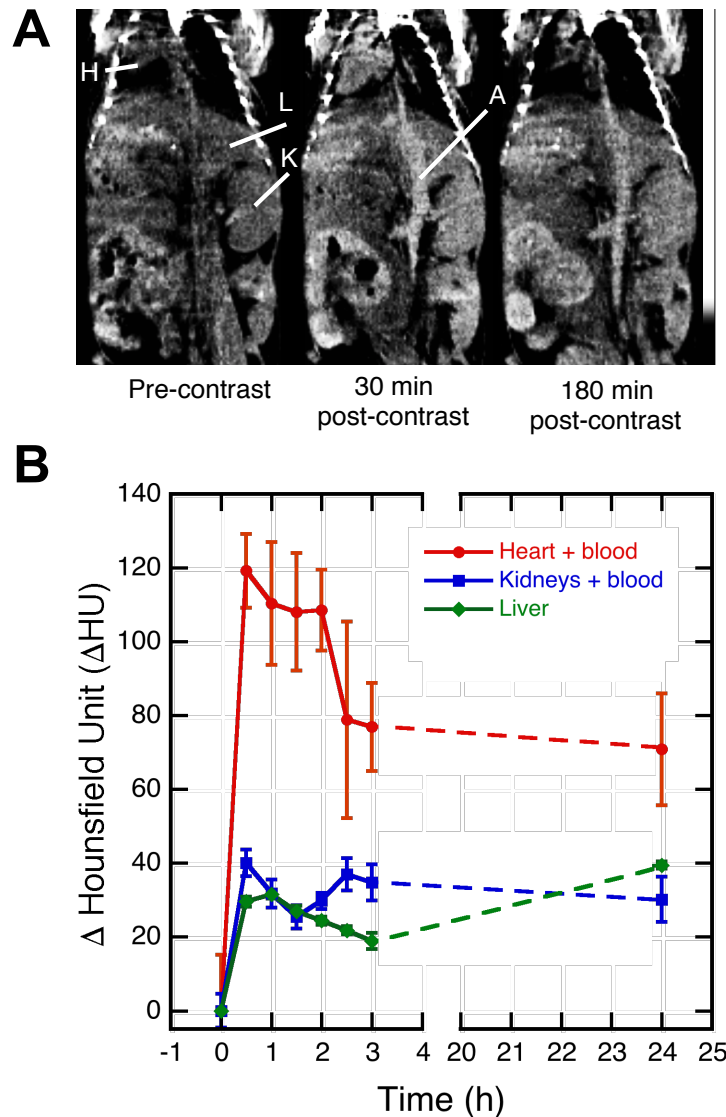 A
H
L
A
K
Pre-contrast
30 min
post-contrast
180 min
post-contrast
B
140
120
100
80
60
40
20
0
Δ Hounsfield Unit (ΔHU)
Heart + blood
Kidneys + blood
Liver
-1 0 1 2 3 4 20 21 22 23 24 25
Time (h)